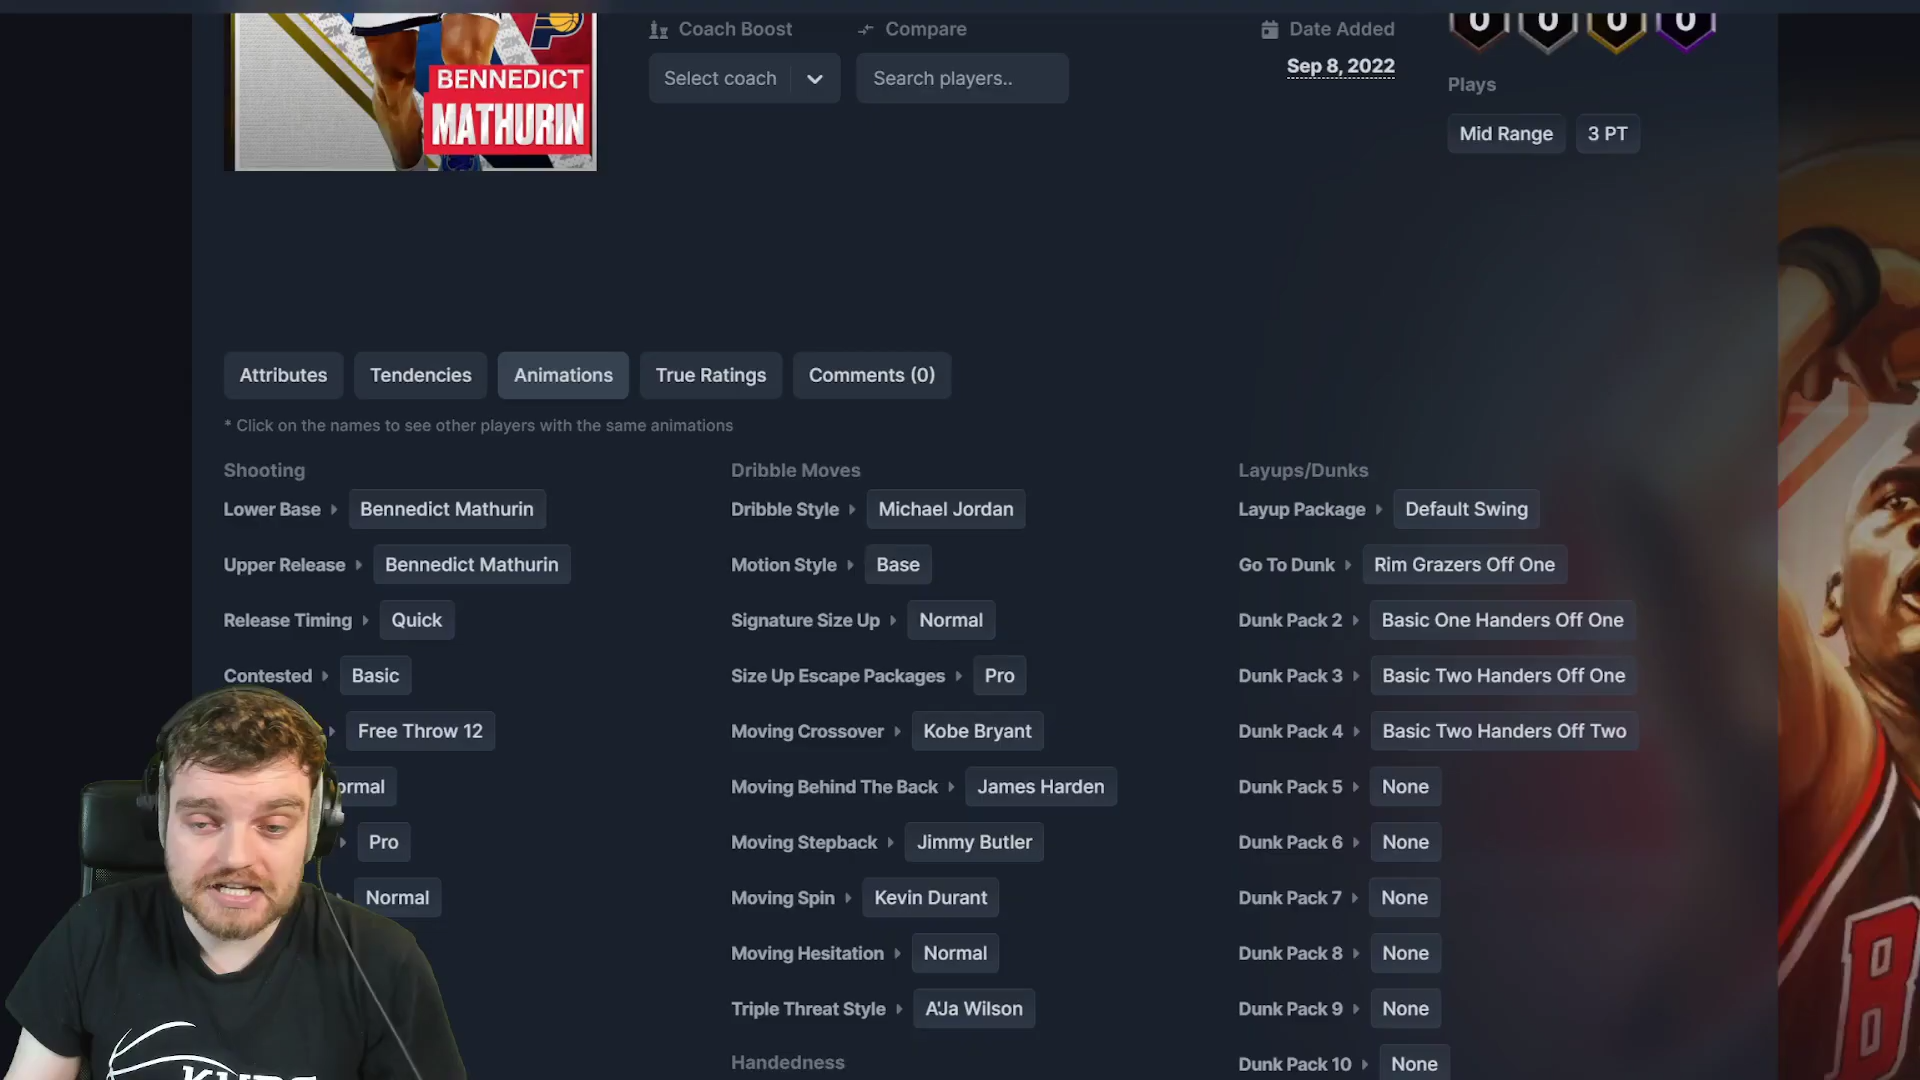 BENNEDICT
MATHURIN
Coach Boost
Compare
Select coach
Search players..
Date Added
Sep 8, 2022
0 0 0 0
Plays
Mid Range
3 PT
Attributes
Tendencies
Animations
True Ratings
Comments (0)
* Click on the names to see other players with the same animations
Shooting
Lower Base Bennedict Mathurin
Upper Release Bennedict Mathurin
Release Timing Quick
Contested Basic
Free Throw 12
ormal
Pro
Normal
Dribble Moves
Dribble Style Michael Jordan
Motion Style Base
Signature Size Up Normal
Size Up Escape Packages Pro
Moving Crossover Kobe Bryant
Moving Behind The Back James Harden
Moving Stepback Jimmy Butler
Moving Spin Kevin Durant
Moving Hesitation Normal
Triple Threat Style A'Ja Wilson
Handedness
Layups/Dunks
Layup Package Default Swing
Go To Dunk Rim Grazers Off One
Dunk Pack 2 Basic One Handers Off One
Dunk Pack 3 Basic Two Handers Off One
Dunk Pack 4 Basic Two Handers Off Two
Dunk Pack 5 None
Dunk Pack 6 None
Dunk Pack 7 None
Dunk Pack 8 None
Dunk Pack 9 None
Dunk Pack 10 None
B